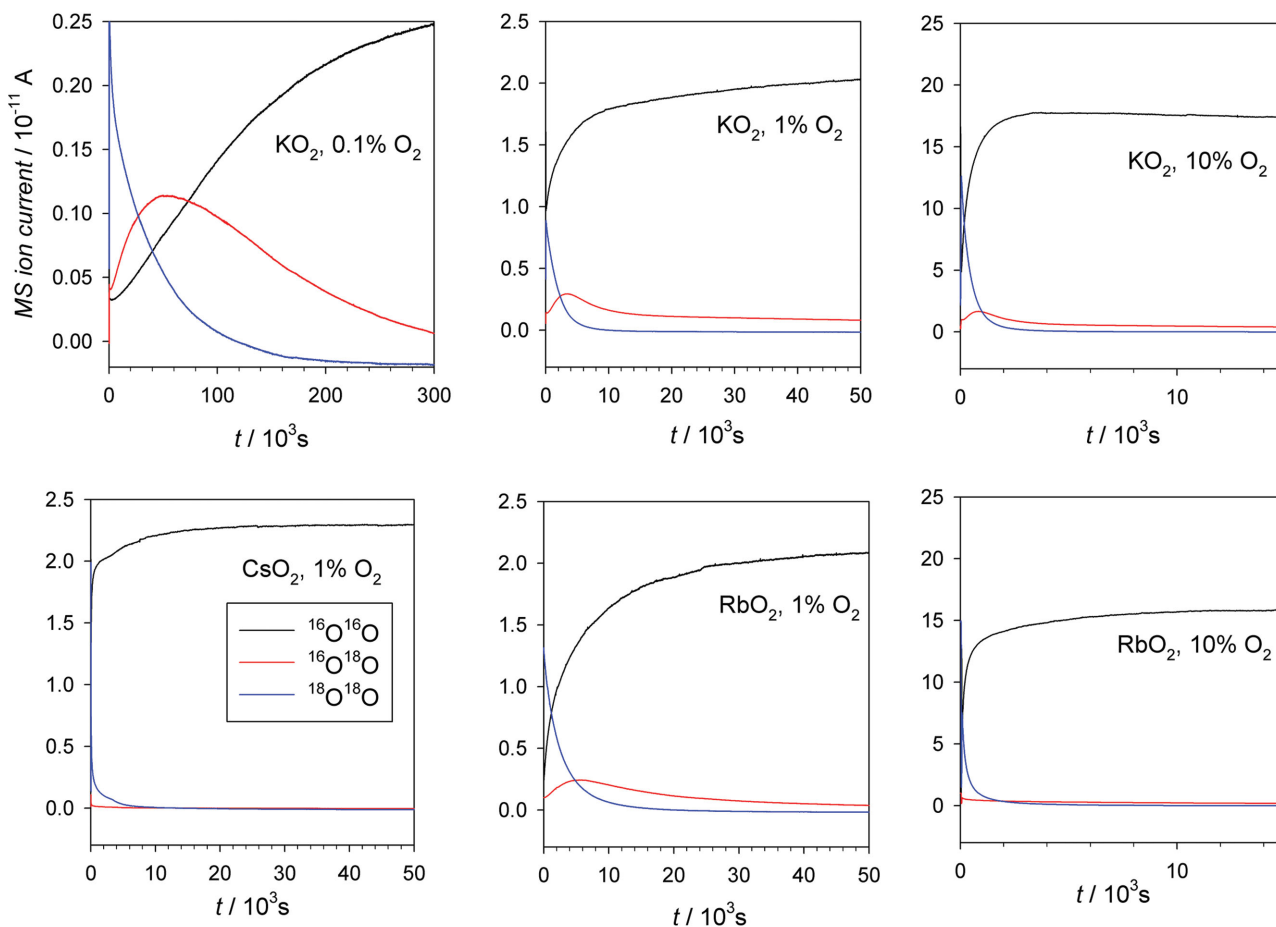 MS ion current / 10⁻¹¹ A
0.25
0.20
0.15
0.10
0.05
0.00
KO₂, 0.1% O₂
0 100 200 300
t / 10³s
2.5
2.0
1.5
1.0
0.5
0.0
KO₂, 1% O₂
0 10 20 30 40 50
t / 10³s
25
20
15
10
5
0
KO₂, 10% O₂
0 10
t / 10³s
2.5
2.0
1.5
1.0
0.5
0.0
CsO₂, 1% O₂
¹⁶O¹⁶O
¹⁶O¹⁸O
¹⁸O¹⁸O
0 10 20 30 40 50
t / 10³s
2.5
2.0
1.5
1.0
0.5
0.0
RbO₂, 1% O₂
0 10 20 30 40 50
t / 10³s
25
20
15
10
5
0
RbO₂, 10% O₂
0 10
t / 10³s